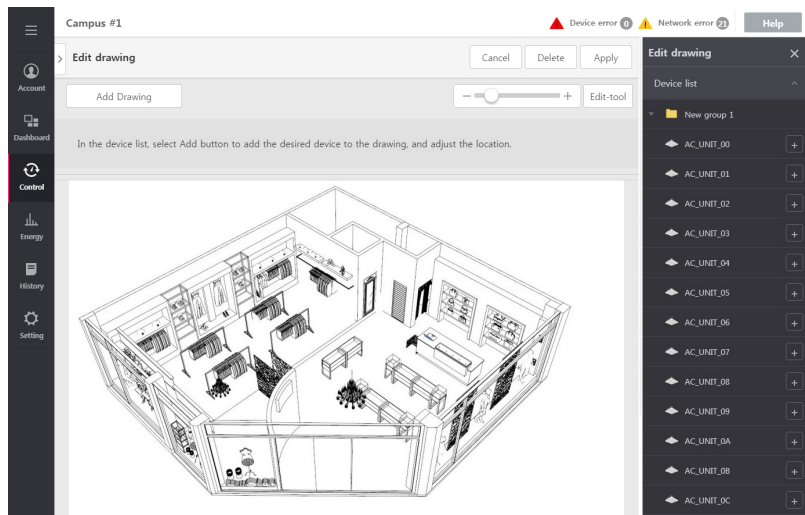 Campus #1
Device error 0
Network error 21
Help
Account
Dashboard
Control
Energy
History
Setting
Edit drawing
Cancel
Delete
Apply
Add Drawing
Edit-tool
In the device list, select Add button to add the desired device to the drawing, and adjust the location.
Edit drawing
Device list
New group 1
AC_UNIT_00
AC_UNIT_01
AC_UNIT_02
AC_UNIT_03
AC_UNIT_04
AC_UNIT_05
AC_UNIT_06
AC_UNIT_07
AC_UNIT_08
AC_UNIT_09
AC_UNIT_0A
AC_UNIT_0B
AC_UNIT_0C